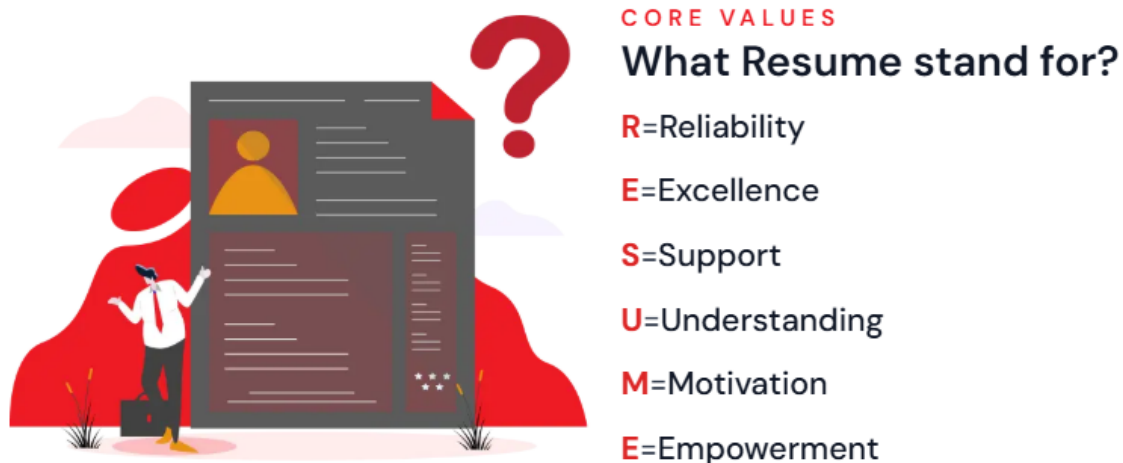 CORE VALUES
What Resume stand for?
R=Reliability
E=Excellence
S=Support
U=Understanding
M=Motivation
E=Empowerment